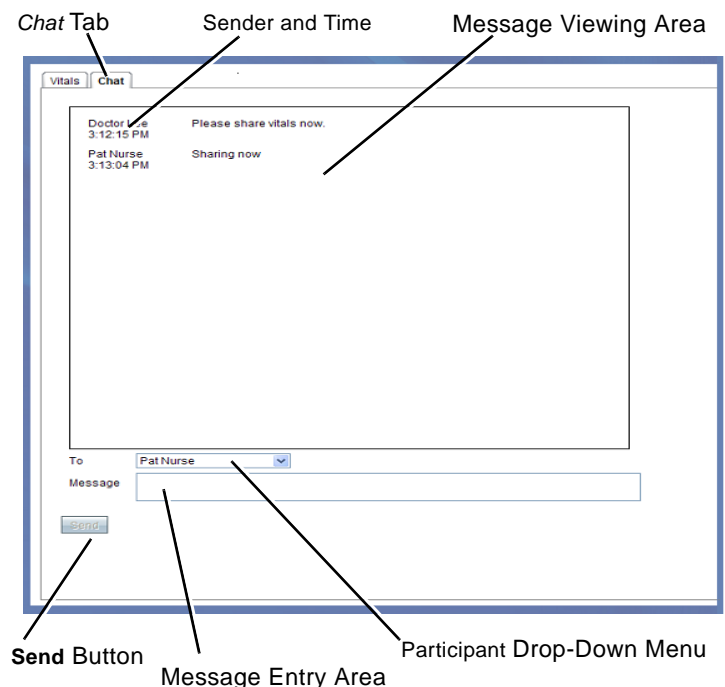 Chat Tab
Sender and Time
Message Viewing Area
Vitals
Chat
Doctor Lee
Please share vitals now.
3:12:15 PM
Pat Nurse
Sharing now
3:13:04 PM
To
Pat Nurse
Message
Send
Send Button
Participant Drop-Down Menu
Message Entry Area